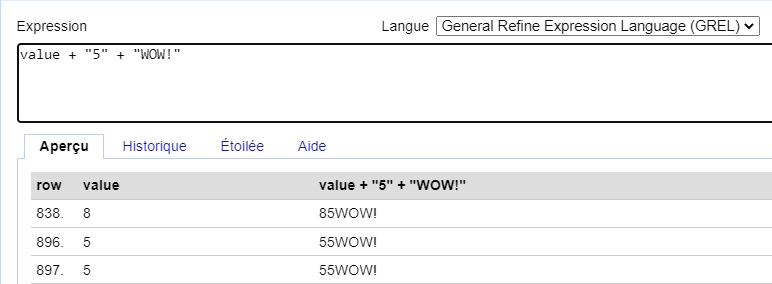 Expression Langue General Refine Expression Language (GREL)
value + "5" + "WOW!"
Aperçu Historique Étoilée Aide
row value value + "5" + "WOW!"
838. 8 85WOW!
896. 5 55WOW!
897. 5 55WOW!